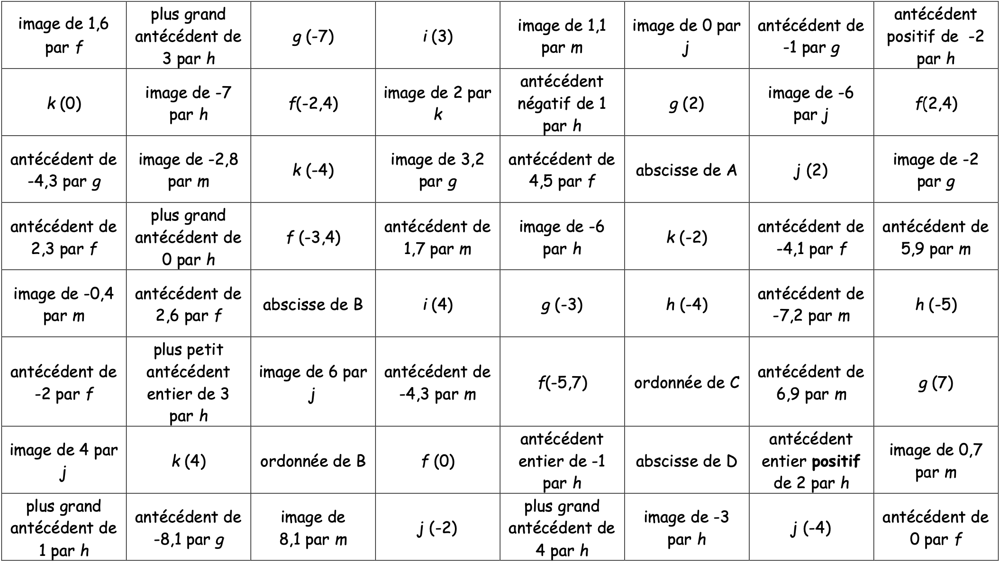 image de 1,6
par f
plus grand
antécédent de
3 par h
g (-7)
i (3)
image de 1,1
par m
image de 0 par
j
antécédent de
-1 par g
antécédent
positif de -2
par h
k (0)
image de -7
par h
f(-2,4)
image de 2 par
k
antécédent
négatif de 1
par h
g (2)
image de -6
par j
f(2,4)
antécédent de
-4,3 par g
image de -2,8
par m
k (-4)
image de 3,2
par g
antécédent de
4,5 par f
abscisse de A
j (2)
image de -2
par g
antécédent de
2,3 par f
plus grand
antécédent de
0 par h
f (-3,4)
antécédent de
1,7 par m
image de -6
par h
k (-2)
antécédent de
-4,1 par f
antécédent de
5,9 par m
image de -0,4
par m
antécédent de
2,6 par f
abscisse de B
i (4)
g (-3)
h (-4)
antécédent de
-7,2 par m
h (-5)
antécédent de
-2 par f
plus petit
antécédent
entier de 3
par h
image de 6 par
j
antécédent de
-4,3 par m
f(-5,7)
ordonnée de C
antécédent de
6,9 par m
g (7)
image de 4 par
j
k (4)
ordonnée de B
f (0)
antécédent
entier de -1
par h
abscisse de D
antécédent
entier positif
de 2 par h
image de 0,7
par m
plus grand
antécédent de
1 par h
antécédent de
-8,1 par g
image de
8,1 par m
j (-2)
plus grand
antécédent de
4 par h
image de -3
par h
j (-4)
antécédent de
0 par f